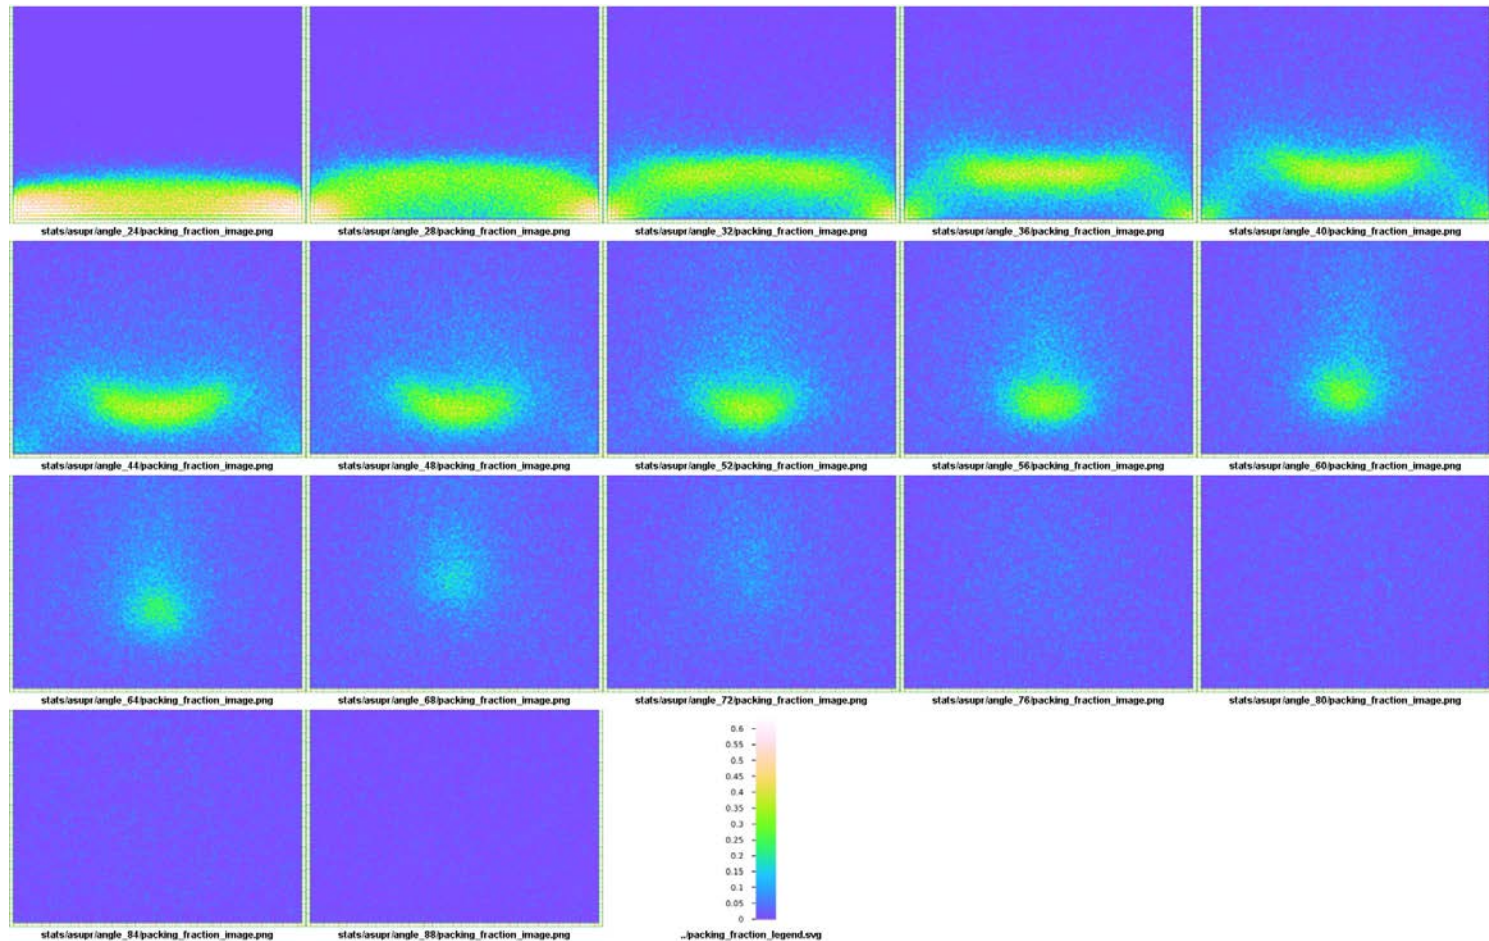 stats/asupr/angle_24/packing_fraction_image.png
stats/asupr/angle_28/packing_fraction_image.png
stats/asupr/angle_32/packing_fraction_image.png
stats/asupr/angle_36/packing_fraction_image.png
stats/asupr/angle_40/packing_fraction_image.png
stats/asupr/angle_44/packing_fraction_image.png
stats/asupr/angle_48/packing_fraction_image.png
stats/asupr/angle_52/packing_fraction_image.png
stats/asupr/angle_56/packing_fraction_image.png
stats/asupr/angle_60/packing_fraction_image.png
stats/asupr/angle_64/packing_fraction_image.png
stats/asupr/angle_68/packing_fraction_image.png
stats/asupr/angle_72/packing_fraction_image.png
stats/asupr/angle_76/packing_fraction_image.png
stats/asupr/angle_80/packing_fraction_image.png
0.6
0.55
0.5
0.45
0.4
0.35
0.3
0.25
0.2
0.15
0.1
0.05
0
stats/asupr/angle_84/packing_fraction_image.png
stats/asupr/angle_88/packing_fraction_image.png
../packing_fraction_legend.svg